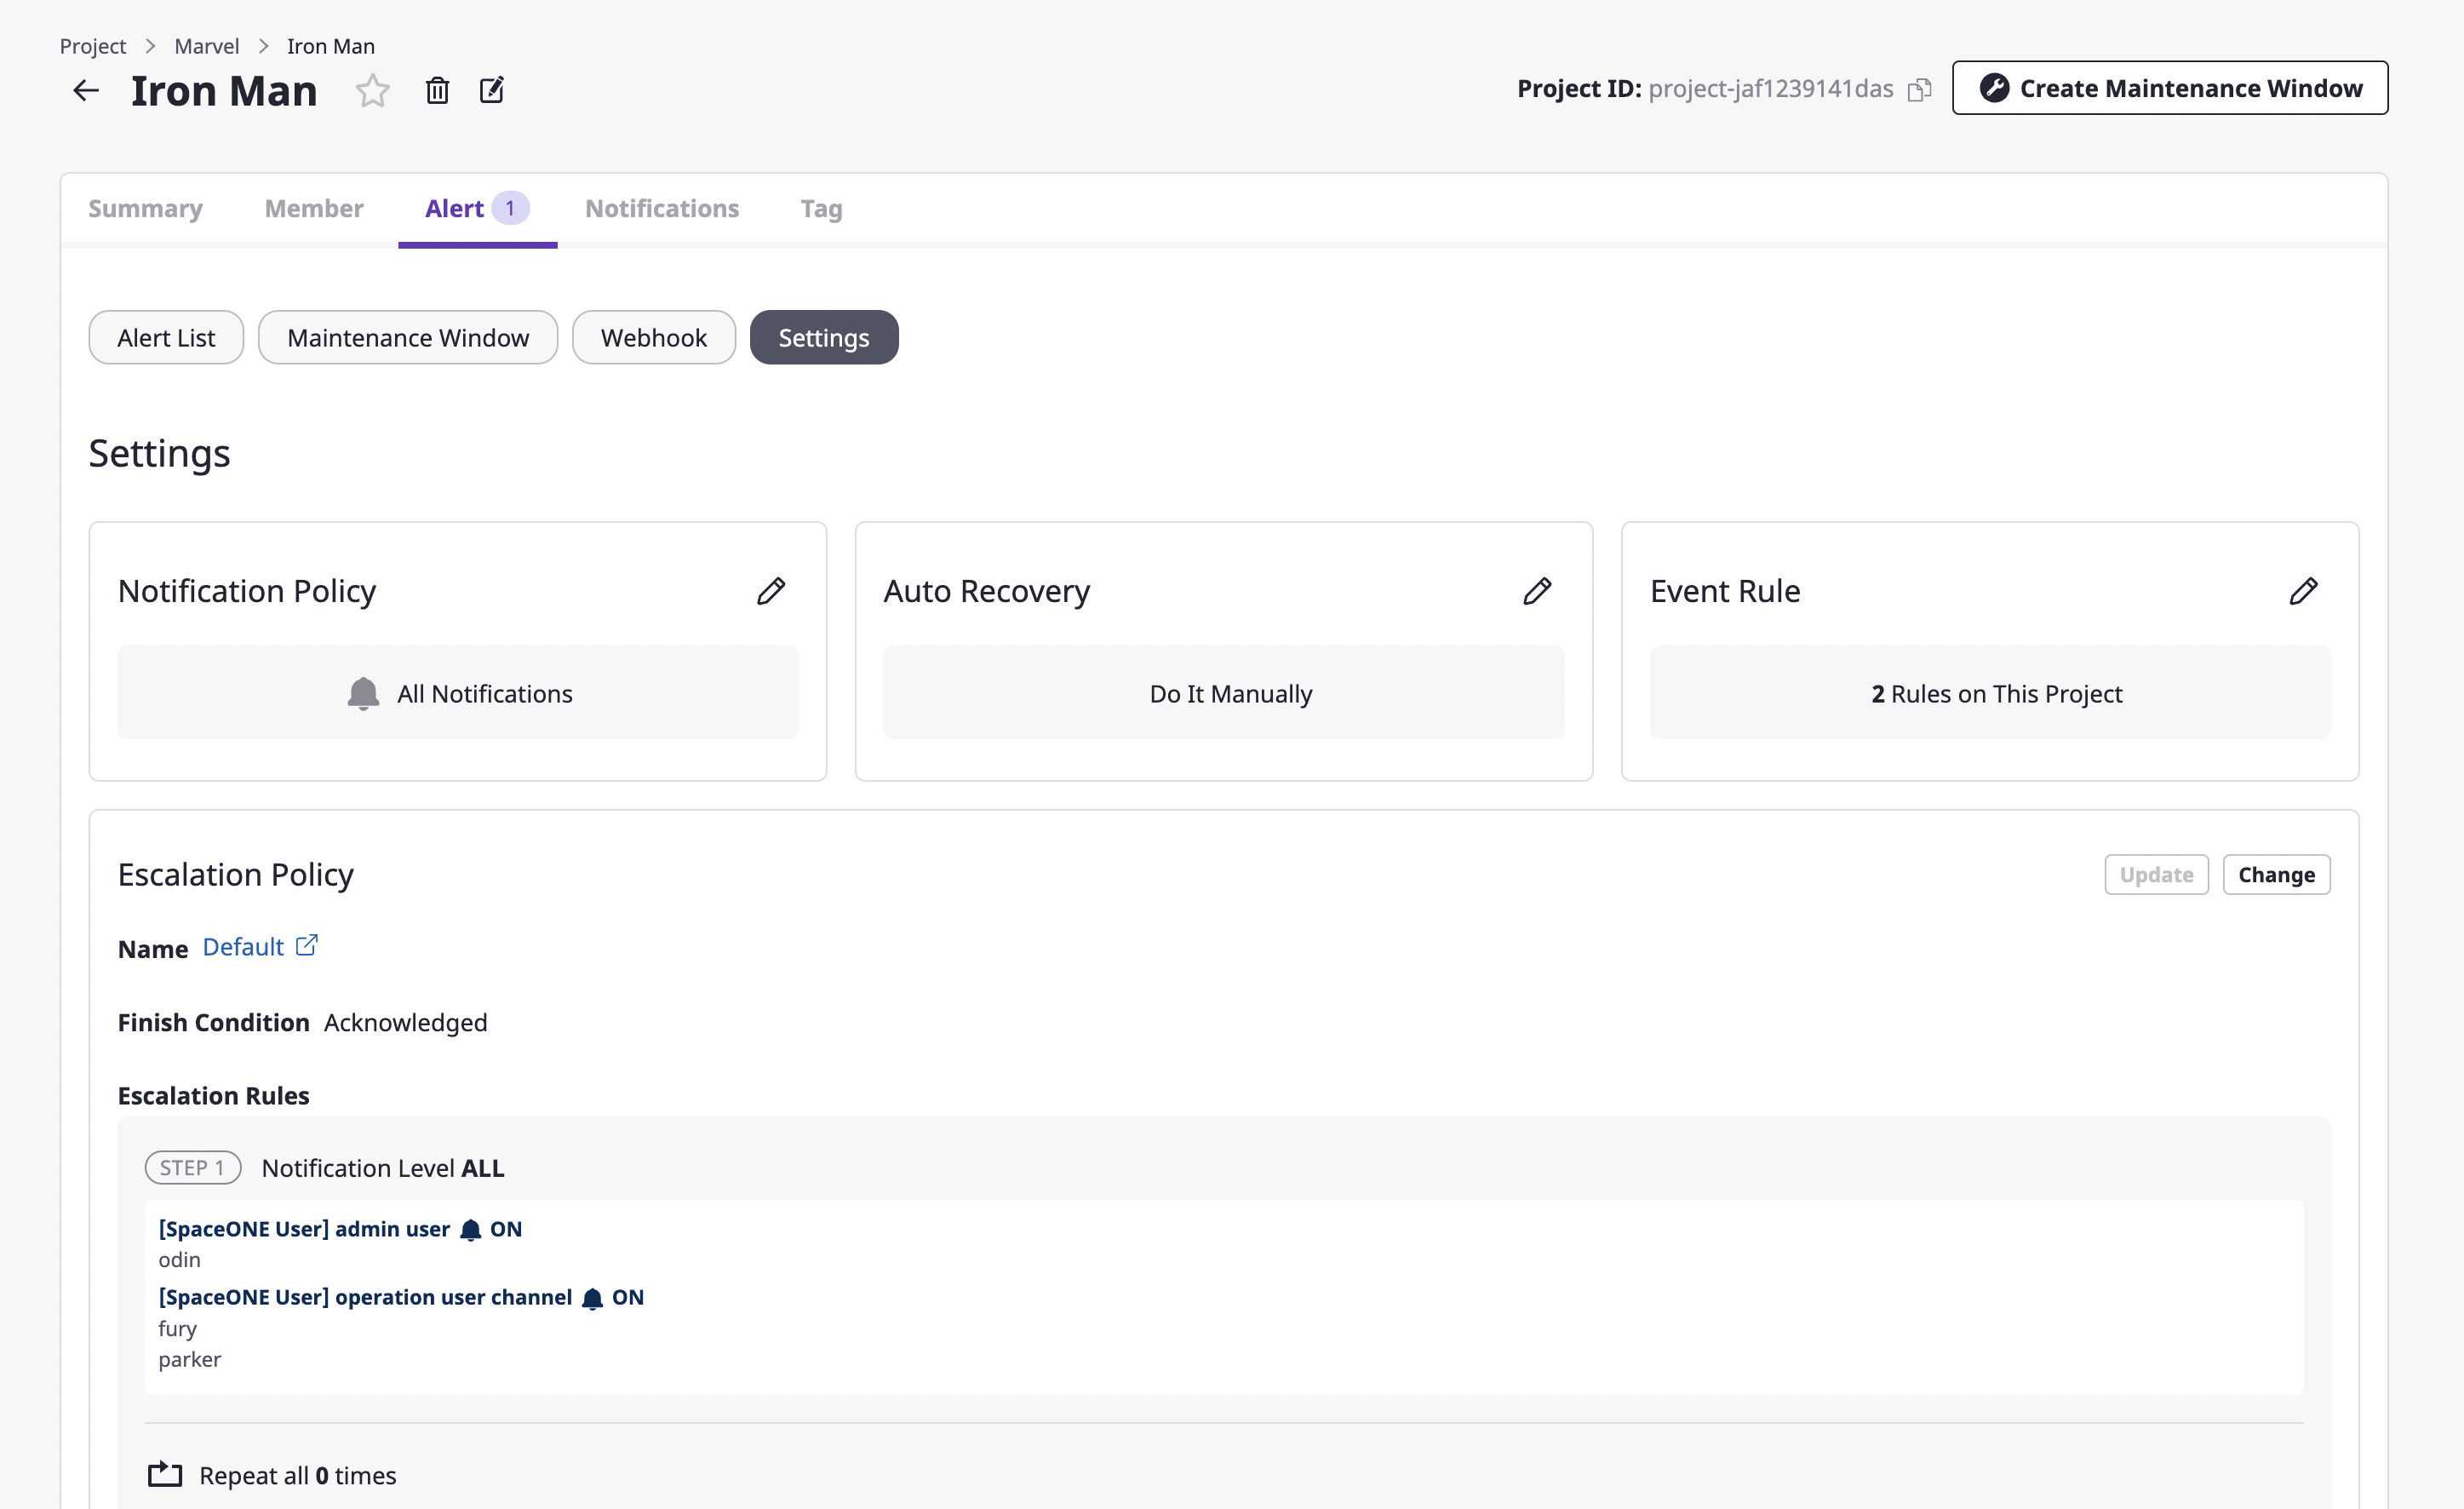 Project > Marvel > Iron Man
Iron Man
Project ID: project-jaf1239141das
Create Maintenance Window
Summary Member Alert 1 Notifications Tag
Alert List Maintenance Window Webhook Settings
Settings
Notification Policy
All Notifications
Auto Recovery
Do It Manually
Event Rule
2 Rules on This Project
Escalation Policy
Update Change
Name Default
Finish Condition Acknowledged
Escalation Rules
STEP 1 Notification Level ALL
[SpaceONE User] admin user ON
odin
[SpaceONE User] operation user channel ON
fury
parker
Repeat all 0 times